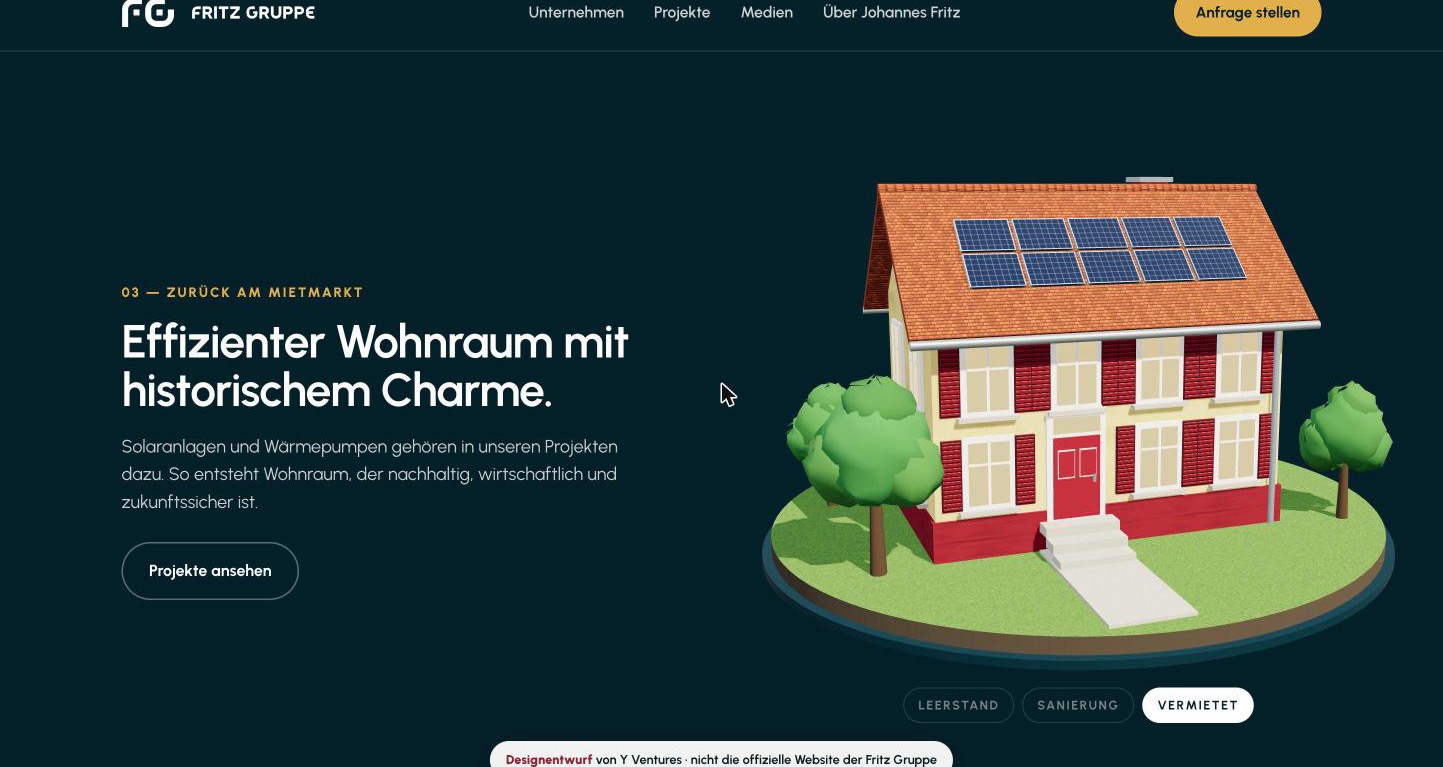 FG FRITZ GRUPPE
Unternehmen Projekte Medien Über Johannes Fritz
Anfrage stellen
03 — ZURÜCK AM MIETMARKT
Effizienter Wohnraum mit
historischem Charme.
Solaranlagen und Wärmepumpen gehören in unseren Projekten
dazu. So entsteht Wohnraum, der nachhaltig, wirtschaftlich und
zukunftssicher ist.
Projekte ansehen
LEERSTAND SANIERUNG VERMIETET
Designentwurf von Y Ventures · nicht die offizielle Website der Fritz Gruppe